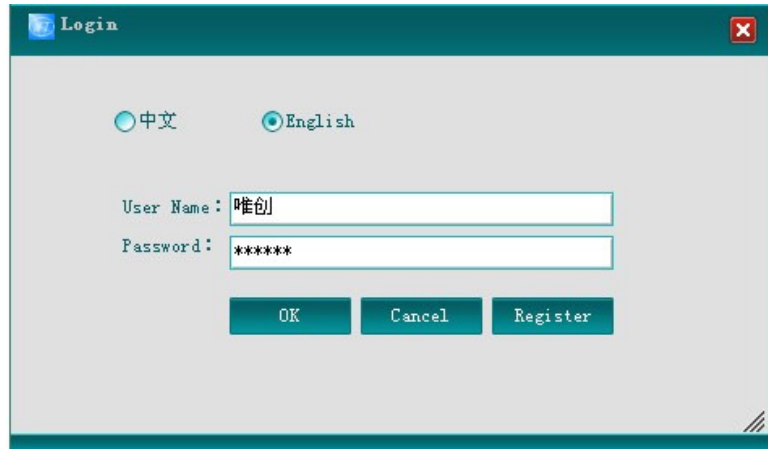 Login
中文 English
User Name：唯创
Password：******
OK Cancel Register